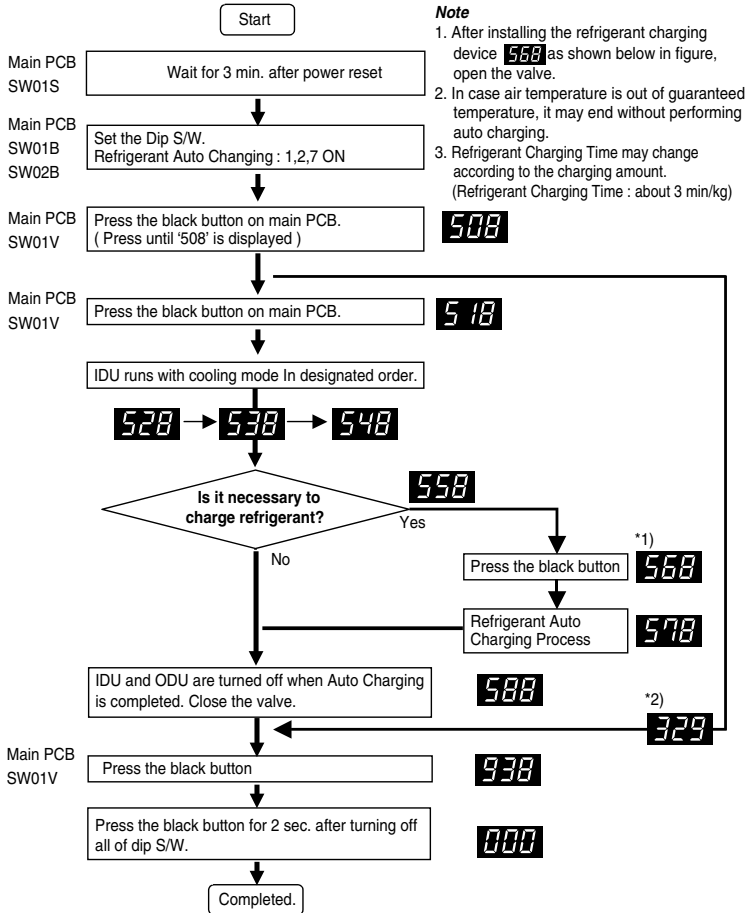 Start
Note
1. After installing the refrigerant charging
device 568 as shown below in figure,
open the valve.
2. In case air temperature is out of guaranteed
temperature, it may end without performing
auto charging.
3. Refrigerant Charging Time may change
according to the charging amount.
(Refrigerant Charging Time : about 3 min/kg)
Main PCB
SW01S
Wait for 3 min. after power reset
Main PCB
SW01B
SW02B
Set the Dip S/W.
Refrigerant Auto Changing : 1,2,7 ON
Main PCB
SW01V
Press the black button on main PCB.
( Press until '508' is displayed )
508
Main PCB
SW01V
Press the black button on main PCB.
518
IDU runs with cooling mode In designated order.
528
538
548
Is it necessary to
charge refrigerant?
558
Yes
No
*1)
Press the black button
568
Refrigerant Auto
Charging Process
578
IDU and ODU are turned off when Auto Charging
is completed. Close the valve.
588
*2)
329
Main PCB
SW01V
Press the black button
938
Press the black button for 2 sec. after turning off
all of dip S/W.
000
Completed.